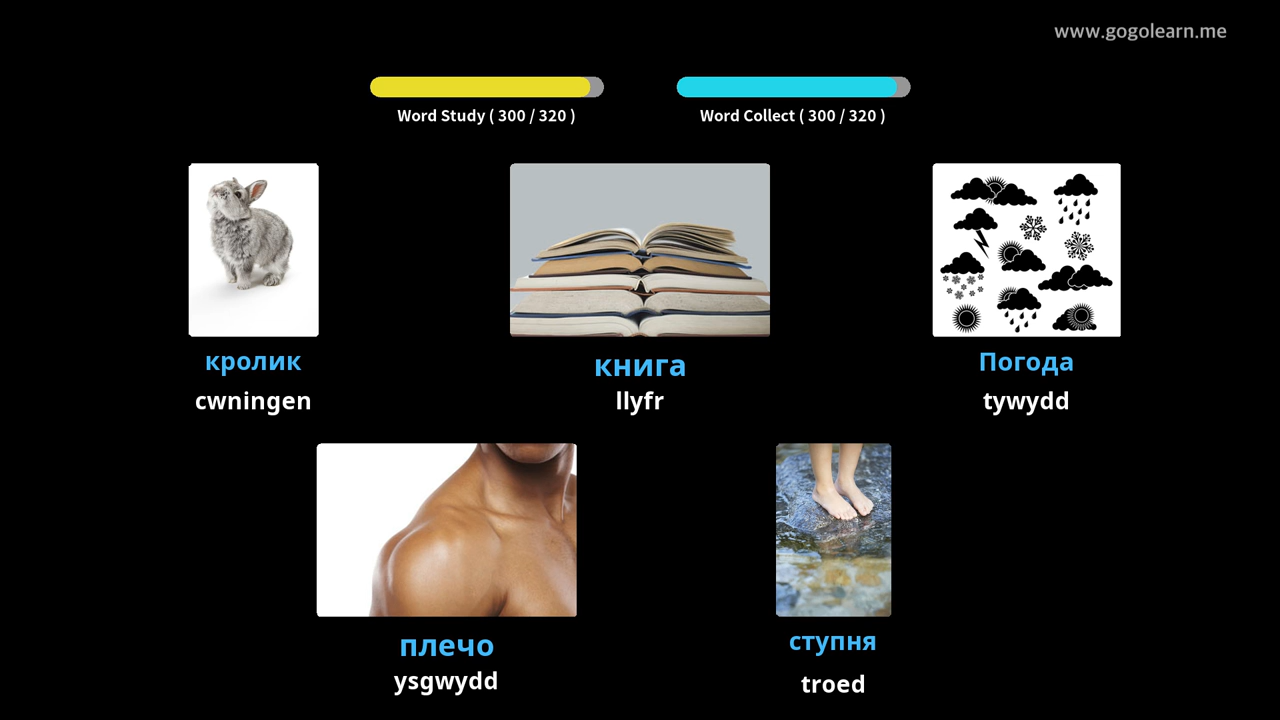 www.gogolearn.me
Word Study ( 300 / 320 )
Word Collect ( 300 / 320 )
кролик
cwningen
книга
llyfr
Погода
tywydd
плечо
ysgwydd
ступня
troed